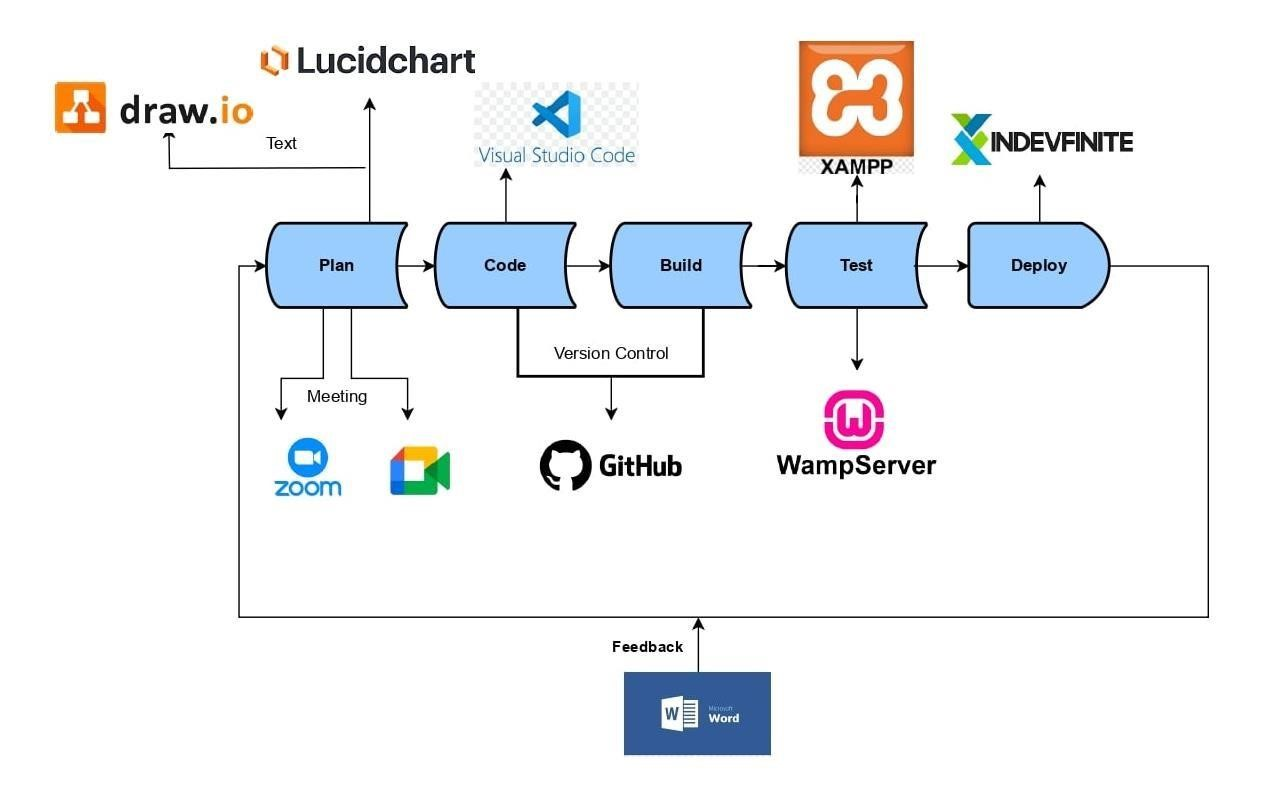 Lucidchart
draw.io
Text
Visual Studio Code
XAMPP
INDEVFINITE
Plan
Code
Build
Test
Deploy
Version Control
Meeting
zoom
GitHub
WampServer
Feedback
W
Microsoft
Word